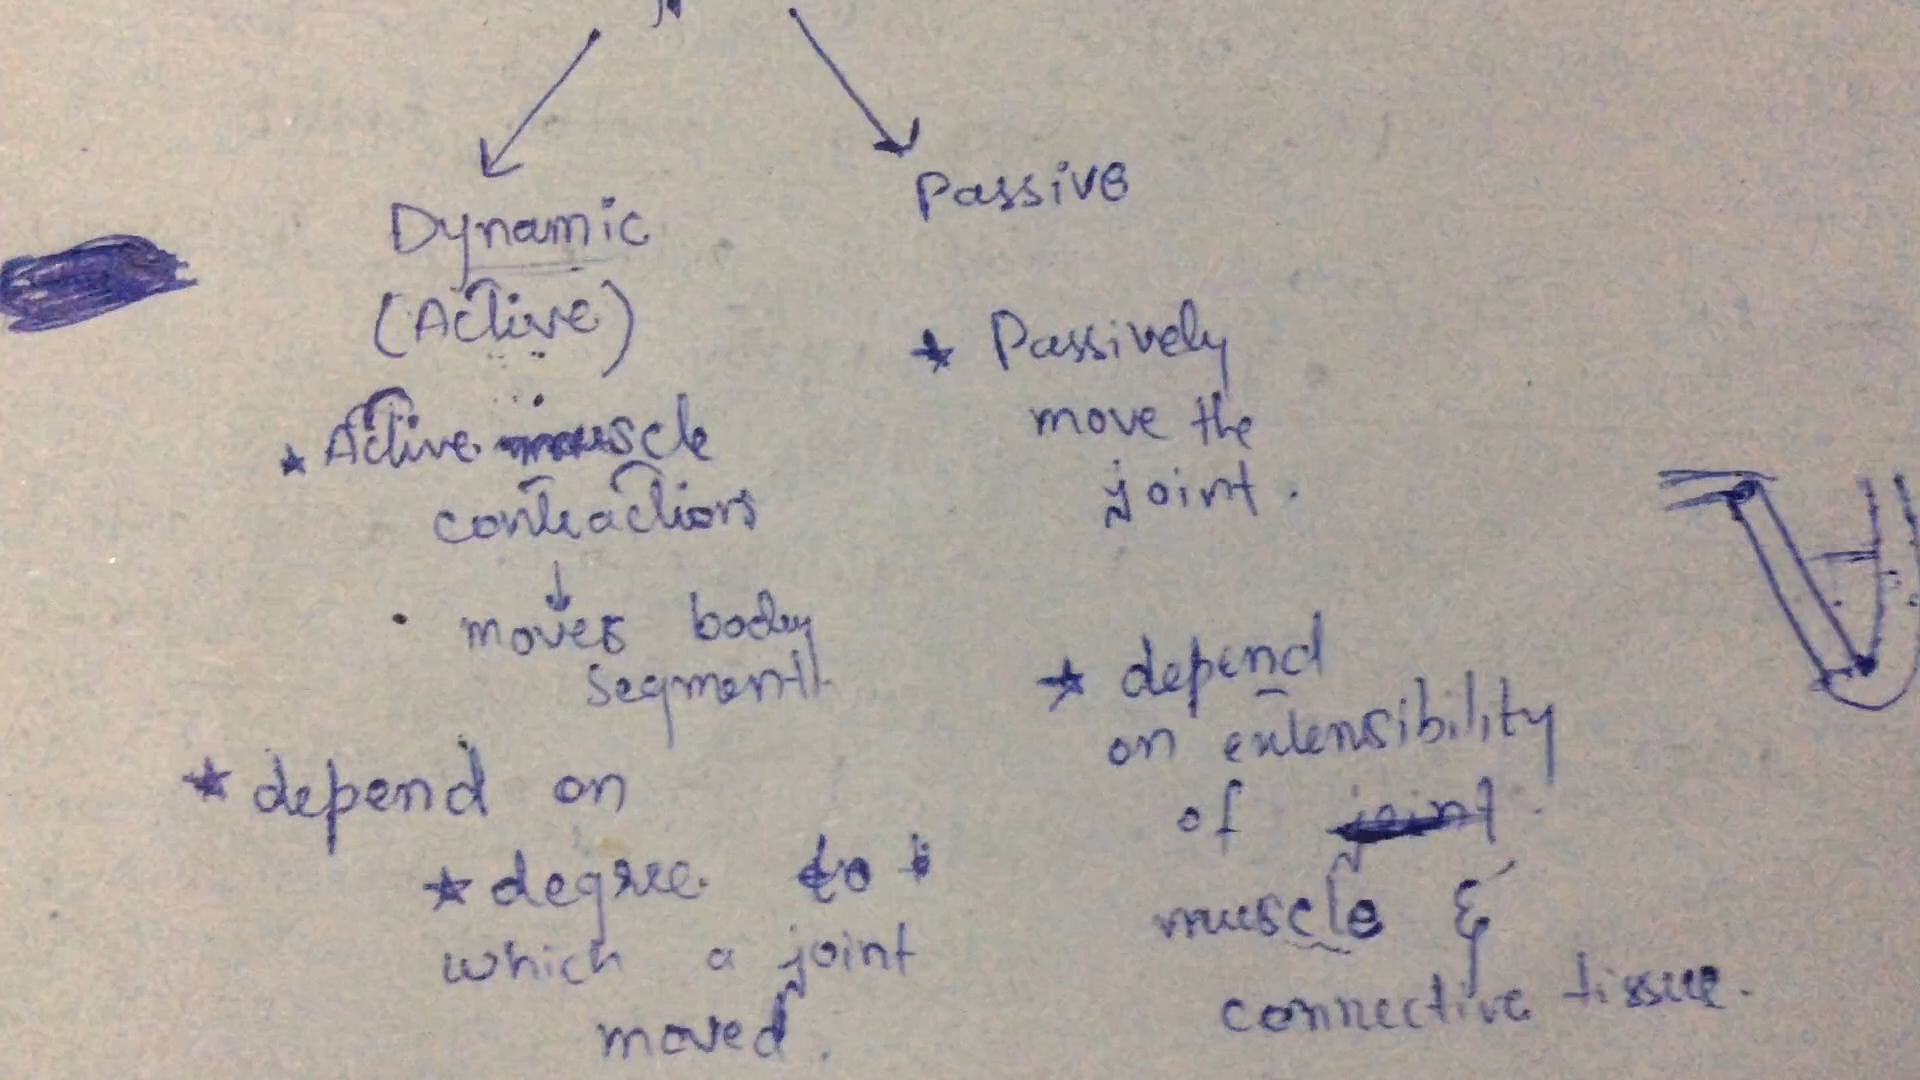 Dynamic
(Active)
* Active muscle
contractions
↓
moves body
segment.
* depend on
* degree to
which a joint
moved.
Passive
* Passively
move the
joint.
* depend
on extensibility
of joint.
muscle &
connective tissue.